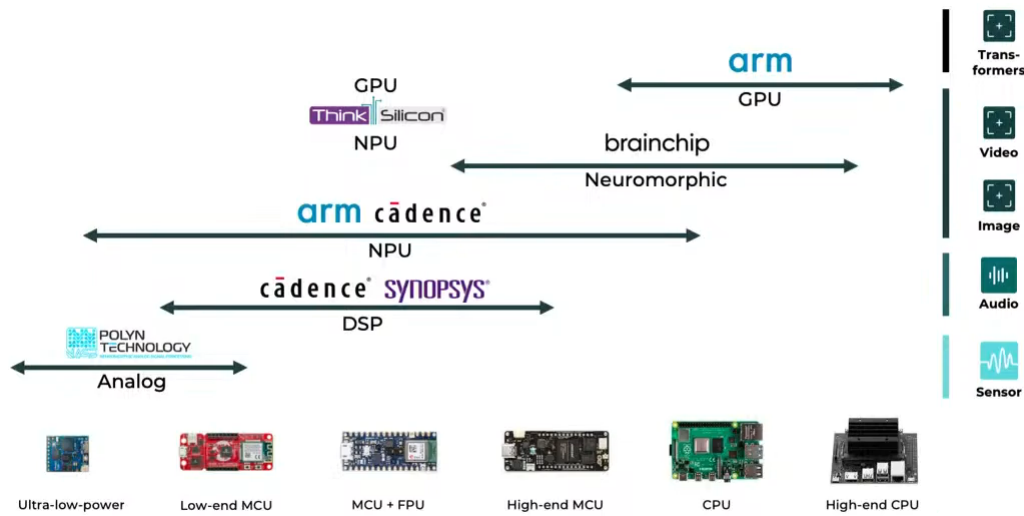 arm
GPU
GPU
Think Silicon®
NPU
brainchip
Neuromorphic
arm cādence®
NPU
cādence® SYNOPSYS®
DSP
POLYN
TECHNOLOGY
Analog
Trans-
formers
Video
Image
Audio
Sensor
Ultra-low-power
Low-end MCU
MCU + FPU
High-end MCU
CPU
High-end CPU